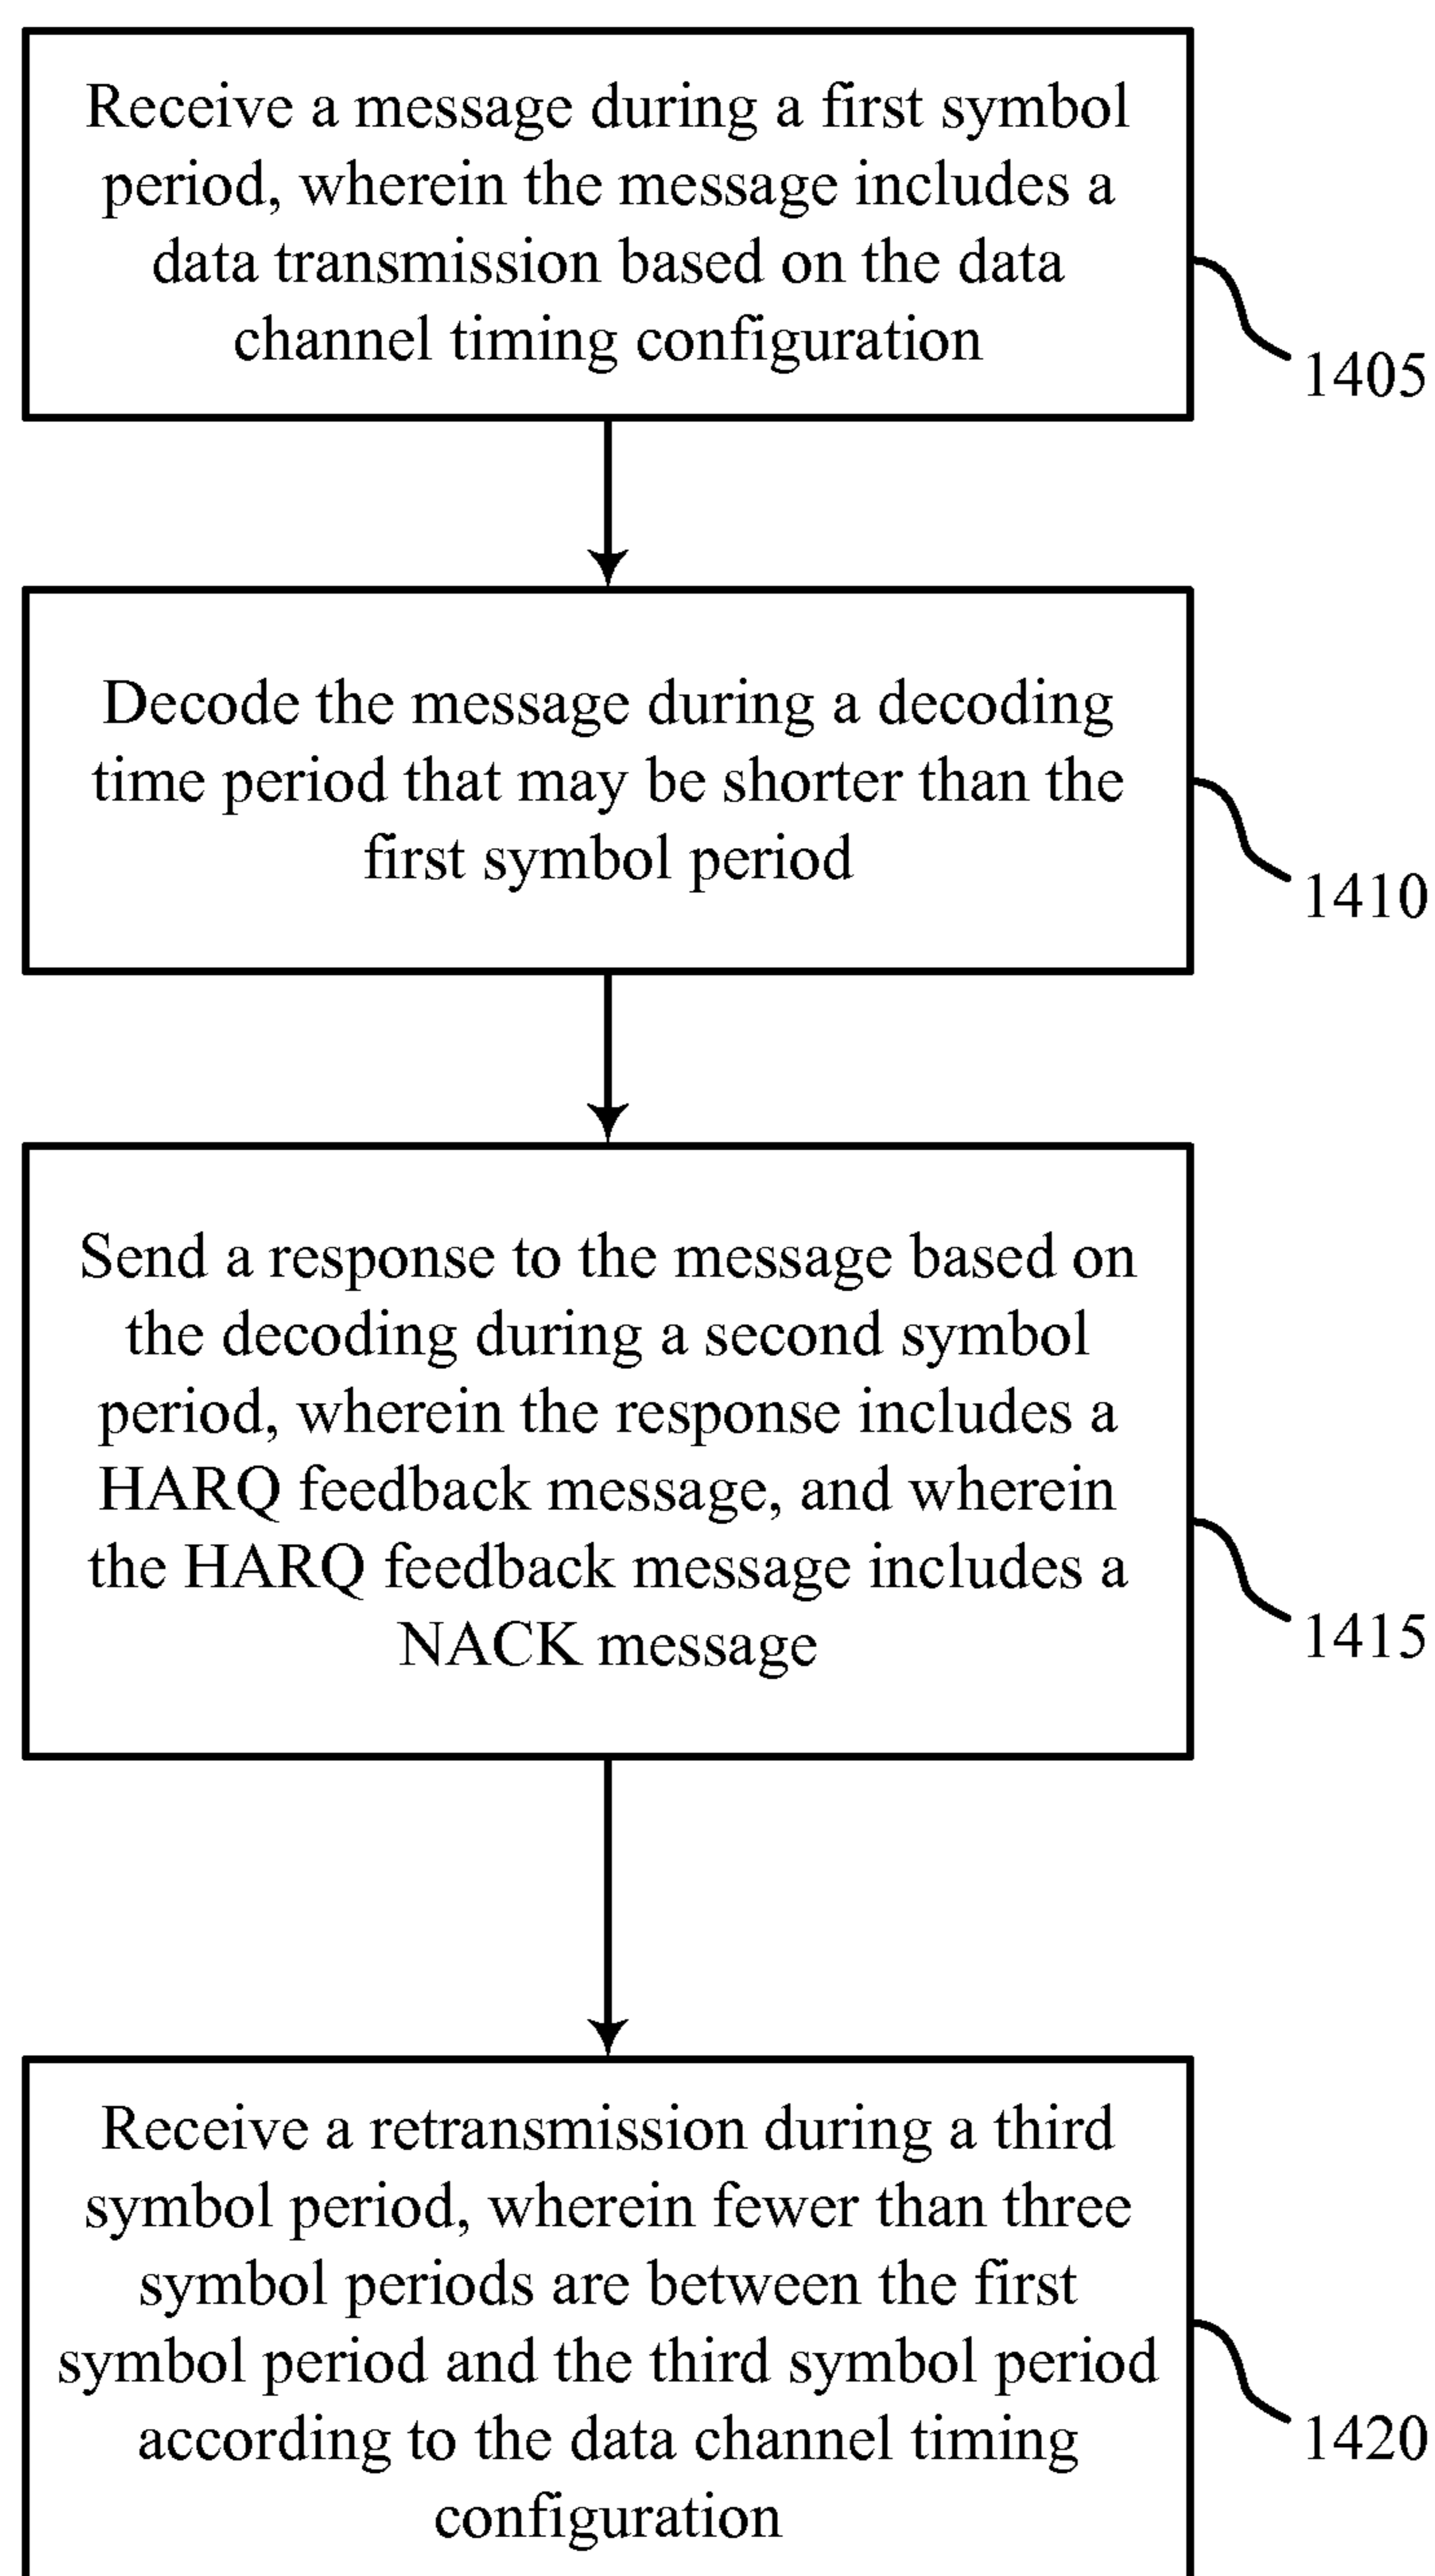 Receive a message during a first symbol
period, wherein the message includes a
data transmission based on the data
channel timing configuration
1405
Decode the message during a decoding
time period that may be shorter than the
first symbol period
1410
Send a response to the message based on
the decoding during a second symbol
period, wherein the response includes a
HARQ feedback message, and wherein
the HARQ feedback message includes a
NACK message
1415
Receive a retransmission during a third
symbol period, wherein fewer than three
symbol periods are between the first
symbol period and the third symbol period
according to the data channel timing
configuration
1420